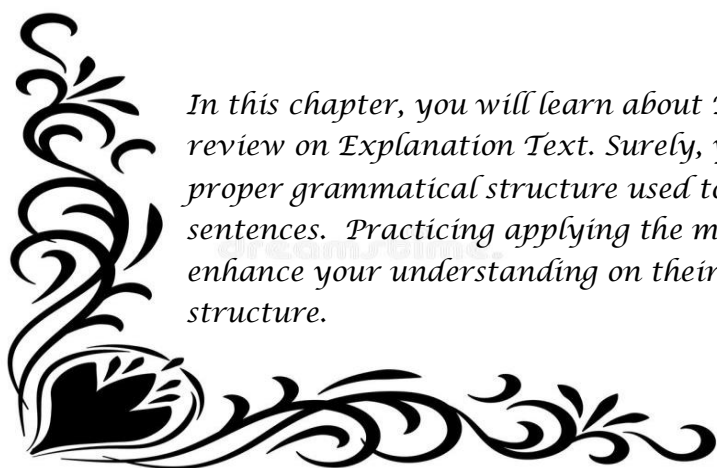 In this chapter, you will learn about
review on Explanation Text. Surely,
proper grammatical structure used
sentences. Practicing applying the
enhance your understanding on their
structure.
dreamstime.